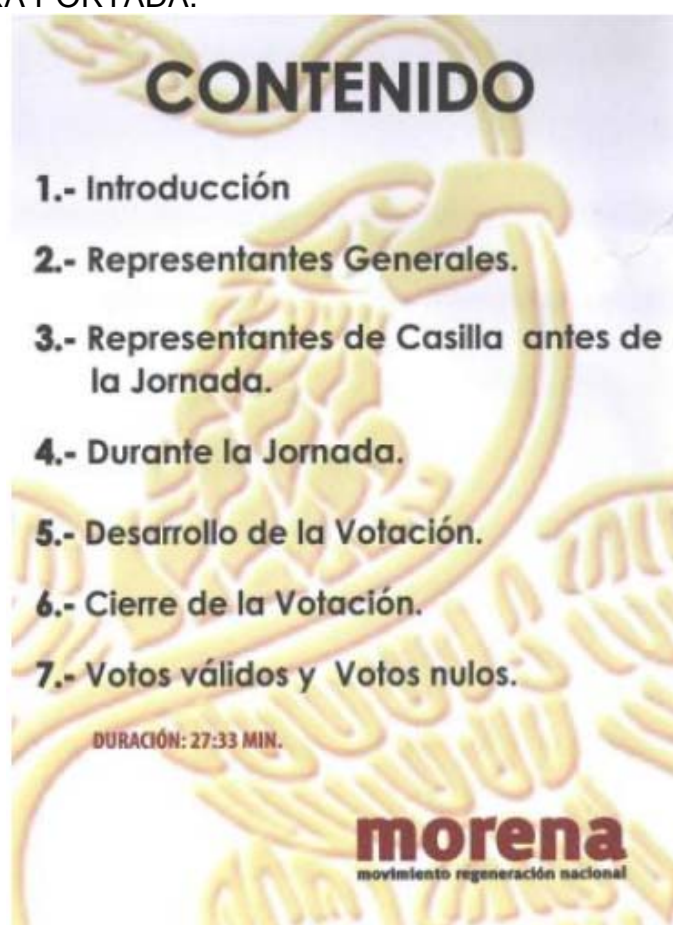 CONTENIDO
1.- Introducción
2.- Representantes Generales.
3.- Representantes de Casilla antes de
la Jornada.
4.- Durante la Jornada.
5.- Desarrollo de la Votación.
6.- Cierre de la Votación.
7.- Votos válidos y Votos nulos.
DURACIÓN: 27:33 MIN.
morena
movimiento regeneración nacional